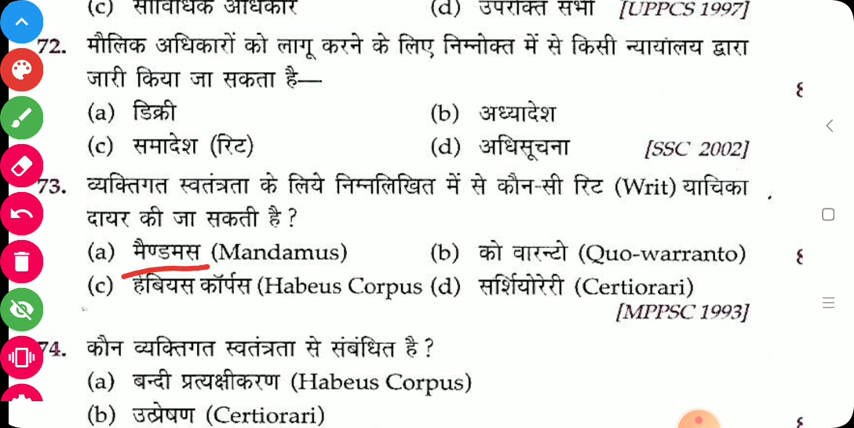 (c) सांविधिक अधिकार (d) उपरोक्त सभी [UPPCS 1997]
72. मौलिक अधिकारों को लागू करने के लिए निम्नोक्त में से किसी न्यायालय द्वारा
जारी किया जा सकता है—
(a) डिक्री (b) अध्यादेश
(c) समादेश (रिट) (d) अधिसूचना [SSC 2002]
73. व्यक्तिगत स्वतंत्रता के लिये निम्नलिखित में से कौन-सी रिट (Writ) याचिका
दायर की जा सकती है ?
(a) मैण्डमस (Mandamus) (b) को वारन्टो (Quo-warranto)
(c) हेबियस कॉर्पस (Habeus Corpus (d) सर्शियोरेरी (Certiorari)
[MPPSC 1993]
74. कौन व्यक्तिगत स्वतंत्रता से संबंधित है ?
(a) बन्दी प्रत्यक्षीकरण (Habeus Corpus)
(b) उत्प्रेषण (Certiorari)